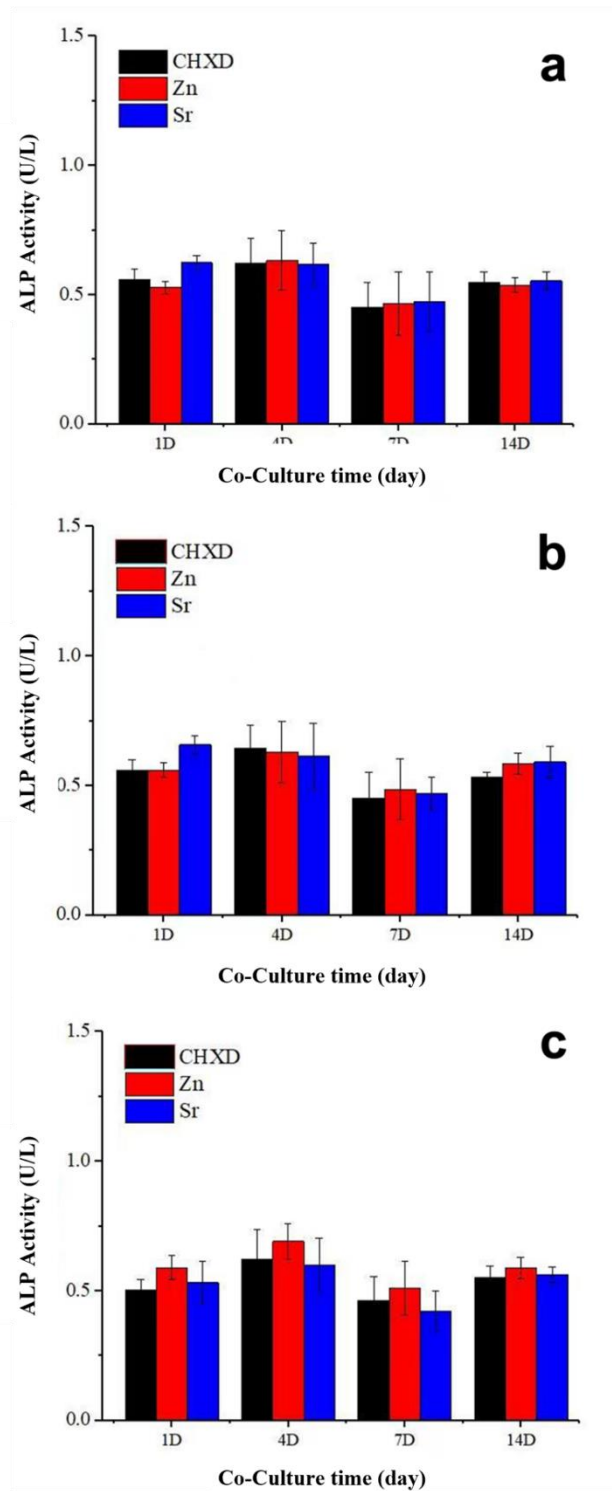 a
1.5
CHXD
Zn
Sr
1.0
ALP Activity (U/L)
0.5
0.0
1D
4D
7D
14D
Co-Culture time (day)
b
1.5
CHXD
Zn
Sr
1.0
ALP Activity (U/L)
0.5
0.0
1D
4D
7D
14D
Co-Culture time (day)
c
1.5
CHXD
Zn
Sr
1.0
ALP Activity (U/L)
0.5
0.0
1D
4D
7D
14D
Co-Culture time (day)